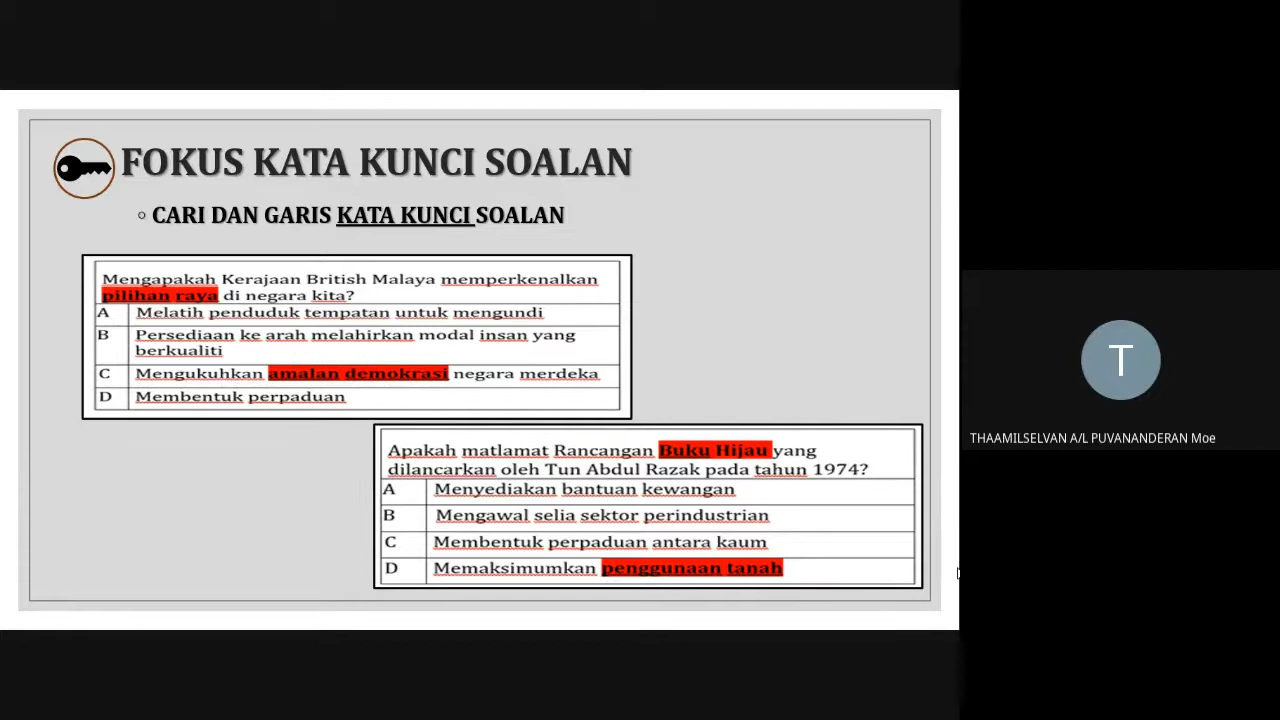 FOKUS KATA KUNCI SOALAN
◦ CARI DAN GARIS KATA KUNCI SOALAN
Mengapakah Kerajaan British Malaya memperkenalkan
pilihan raya di negara kita?
A Melatih penduduk tempatan untuk mengundi
B Persediaan ke arah melahirkan modal insan yang
berkualiti
C Mengukuhkan amalan demokrasi negara merdeka
D Membentuk perpaduan
Apakah matlamat Rancangan Buku Hijau yang
dilancarkan oleh Tun Abdul Razak pada tahun 1974?
A Menyediakan bantuan kewangan
B Mengawal selia sektor perindustrian
C Membentuk perpaduan antara kaum
D Memaksimumkan penggunaan tanah
T
THAAMILSELVAN A/L PUVANANDERAN Moe